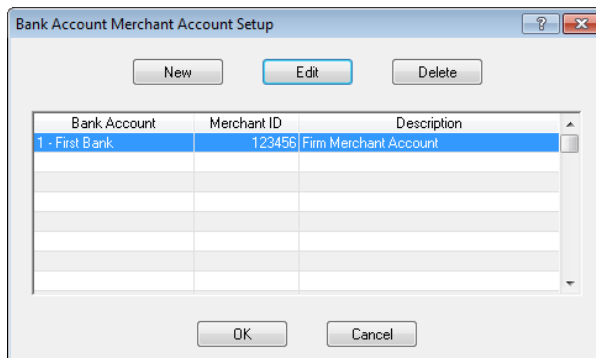 Bank Account Merchant Account Setup
New Edit Delete
Bank Account Merchant ID Description
1 - First Bank 123456 Firm Merchant Account
OK Cancel